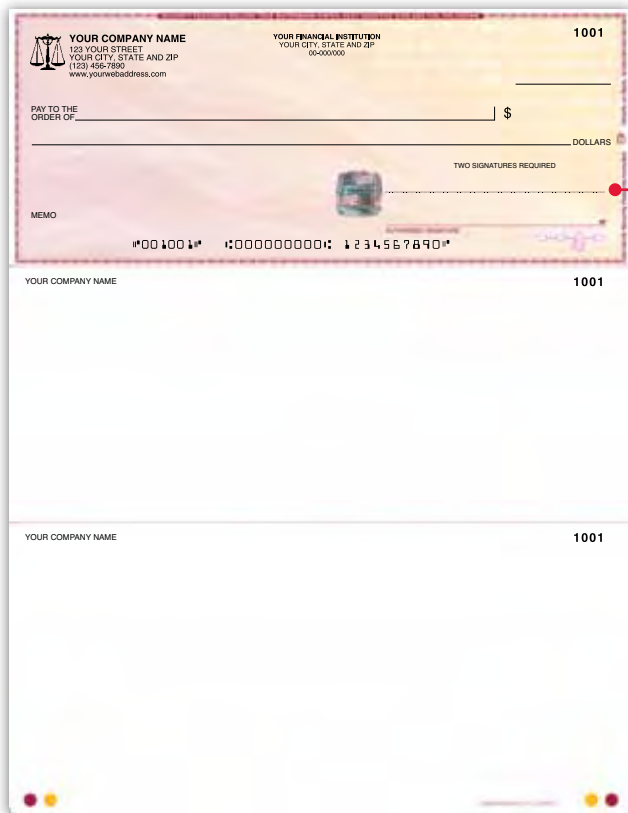 YOUR COMPANY NAME
123 YOUR STREET
YOUR CITY, STATE AND ZIP
(123) 456-7890
www.yourwebaddress.com
YOUR FINANCIAL INSTITUTION
YOUR CITY, STATE AND ZIP
00-000/000
1001
PAY TO THE
ORDER OF
$
DOLLARS
TWO SIGNATURES REQUIRED
MEMO
AUTHORIZED SIGNATURE
⑈001001⑈ ⑆000000000⑆ 1234567890⑈
YOUR COMPANY NAME 1001
YOUR COMPANY NAME 1001